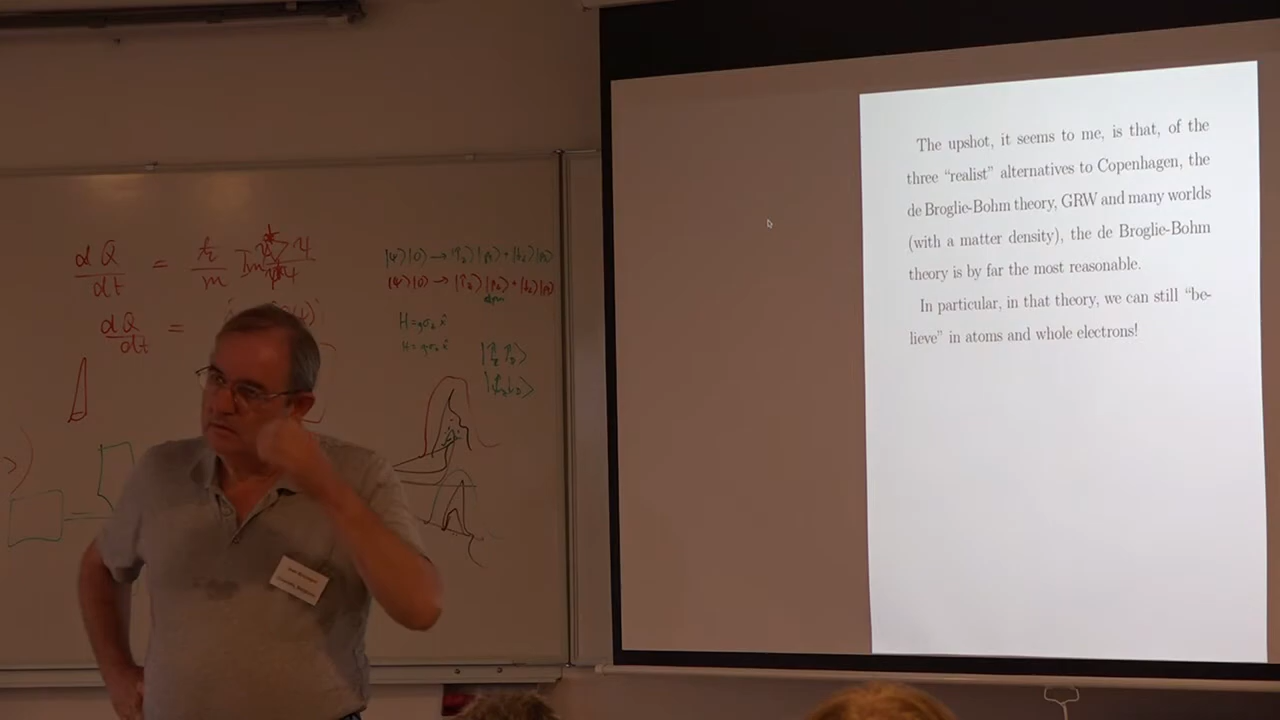 The upshot, it seems to me, is that, of the
three “realist” alternatives to Copenhagen, the
de Broglie-Bohm theory, GRW and many worlds
(with a matter density), the de Broglie-Bohm
theory is by far the most reasonable.
In particular, in that theory, we can still “be-
lieve” in atoms and whole electrons!
dQ/dt = ħ/m Im
dQ/dt =
|ψ⟩|0⟩ →
|ψ⟩|0⟩ →